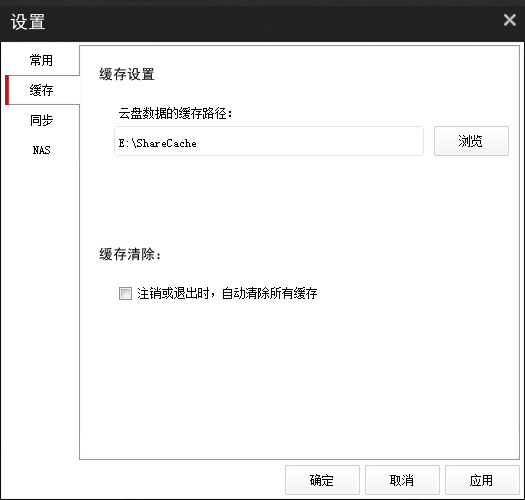 设置
常用
缓存
同步
NAS
缓存设置
云盘数据的缓存路径：
E:\ShareCache
浏览
缓存清除：
注销或退出时，自动清除所有缓存
确定
取消
应用